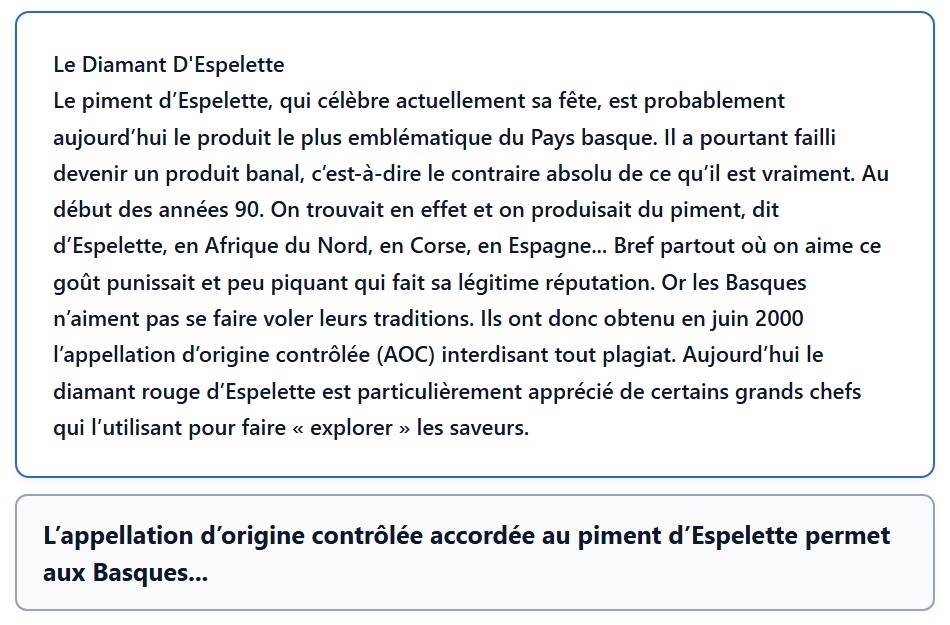 Le Diamant D'Espelette
Le piment d’Espelette, qui célèbre actuellement sa fête, est probablement
aujourd’hui le produit le plus emblématique du Pays basque. Il a pourtant failli
devenir un produit banal, c’est-à-dire le contraire absolu de ce qu’il est vraiment. Au
début des années 90. On trouvait en effet et on produisait du piment, dit
d’Espelette, en Afrique du Nord, en Corse, en Espagne... Bref partout où on aime ce
goût punissait et peu piquant qui fait sa légitime réputation. Or les Basques
n’aiment pas se faire voler leurs traditions. Ils ont donc obtenu en juin 2000
l’appellation d’origine contrôlée (AOC) interdisant tout plagiat. Aujourd’hui le
diamant rouge d’Espelette est particulièrement apprécié de certains grands chefs
qui l’utilisant pour faire « explorer » les saveurs.
L’appellation d’origine contrôlée accordée au piment d’Espelette permet
aux Basques...